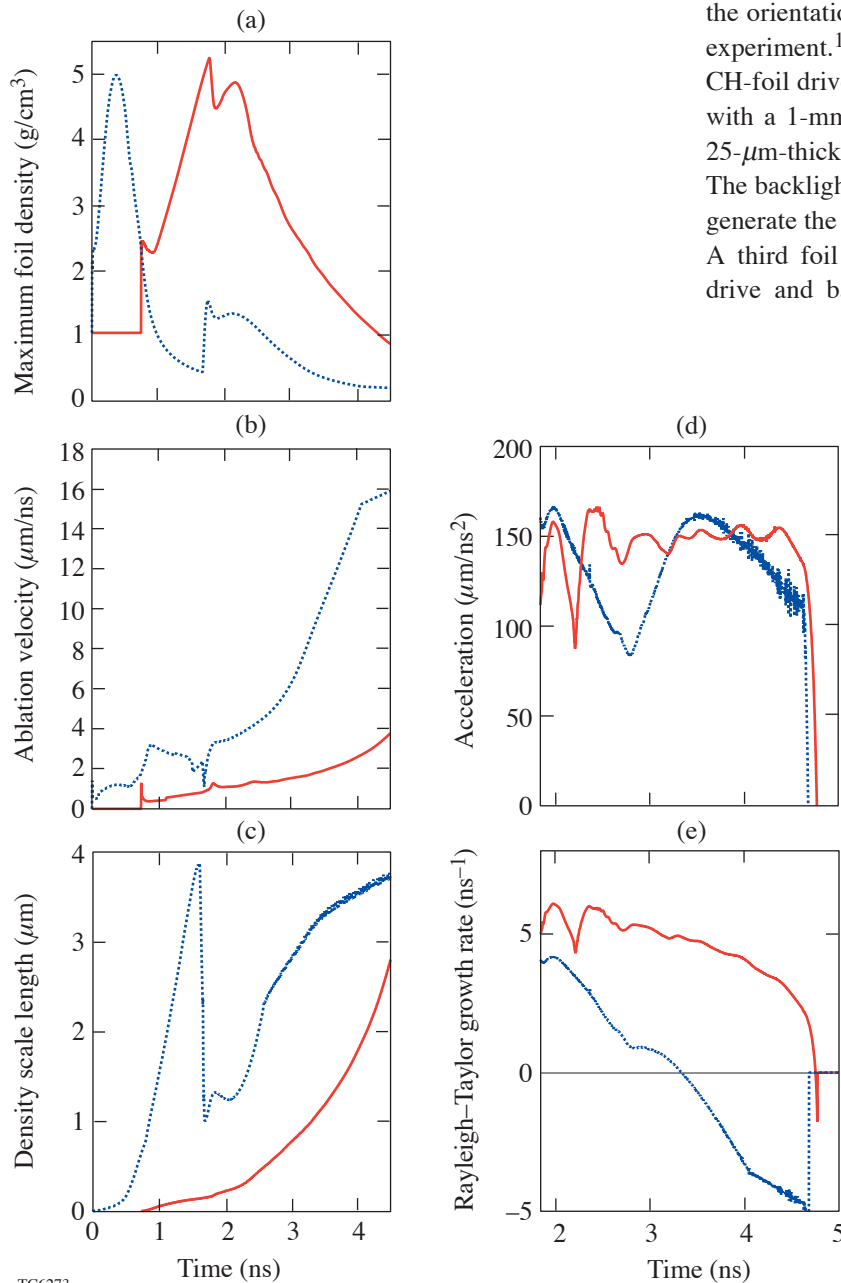 (a)
Maximum foil density (g/cm³)
5
4
3
2
1
0
the orientatio
experiment.¹
CH-foil drive
with a 1-mm
25-μm-thick
The backligh
generate the
A third foil
drive and ba
(b)
Ablation velocity (μm/ns)
18
16
14
12
10
8
6
4
2
0
(c)
Density scale length (μm)
4
3
2
1
0
0 1 2 3 4
Time (ns)
(d)
Acceleration (μm/ns²)
200
150
100
50
0
(e)
Rayleigh–Taylor growth rate (ns⁻¹)
5
0
–5
2 3 4 5
Time (ns)